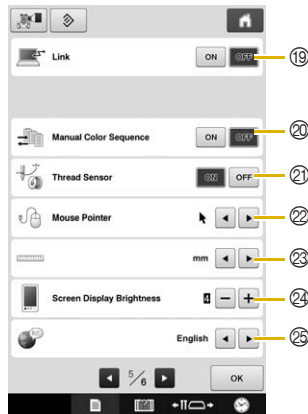 Link ON OFF ⑲
Manual Color Sequence ON OFF ⑳
Thread Sensor ON OFF ㉑
Mouse Pointer ㉒
mm ㉓
Screen Display Brightness 4 − + ㉔
English ㉕
5/6 OK